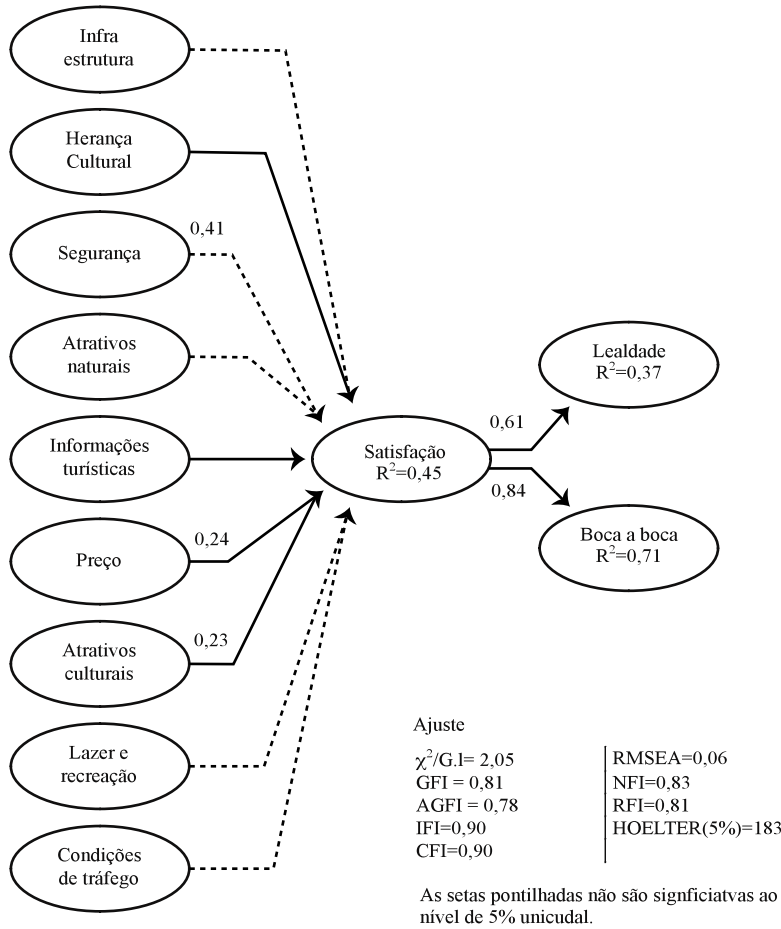 Infra
estrutura
Herança
Cultural
0,41
Segurança
Atrativos
naturais
Informações
turísticas
0,24
Preço
0,23
Atrativos
culturais
Lazer e
recreação
Condições
de tráfego
Satisfação
R²=0,45
0,61
0,84
Lealdade
R²=0,37
Boca a boca
R²=0,71
Ajuste
χ²/G.l= 2,05
GFI = 0,81
AGFI = 0,78
IFI=0,90
CFI=0,90
RMSEA=0,06
NFI=0,83
RFI=0,81
HOELTER(5%)=183
As setas pontilhadas não são signficiatvas ao
nível de 5% unicudal.